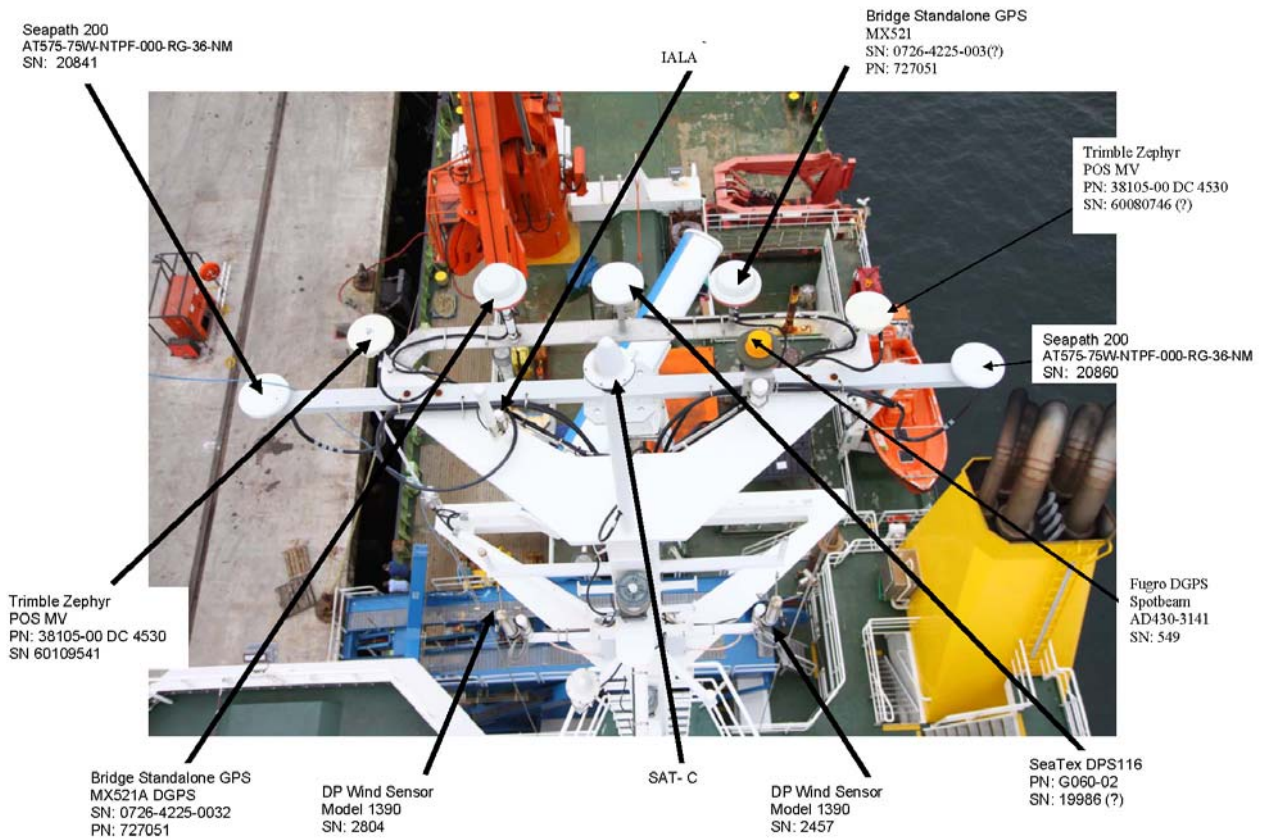 Seapath 200
AT575-75W-NTPF-000-RG-36-NM
SN: 20841
IALA
Bridge Standalone GPS
MX521
SN: 0726-4225-003(?)
PN: 727051
Trimble Zephyr
POS MV
PN: 38105-00 DC 4530
SN: 60080746 (?)
Seapath 200
AT575-75W-NTPF-000-RG-36-NM
SN: 20860
Trimble Zephyr
POS MV
PN: 38105-00 DC 4530
SN 60109541
Fugro DGPS
Spotbeam
AD430-3141
SN: 549
Bridge Standalone GPS
MX521A DGPS
SN: 0726-4225-0032
PN: 727051
DP Wind Sensor
Model 1390
SN: 2804
SAT- C
DP Wind Sensor
Model 1390
SN: 2457
SeaTex DPS116
PN: G060-02
SN: 19986 (?)